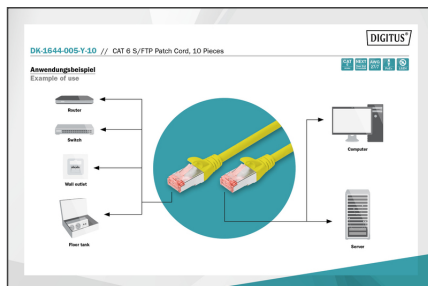 DIGITUS®
DK-1644-005-Y-10 // CAT 6 S/FTP Patch Cord, 10 Pieces
Anwendungsbeispiel
Example of use
Router
Switch
Wall outlet
Floor tank
Computer
Server